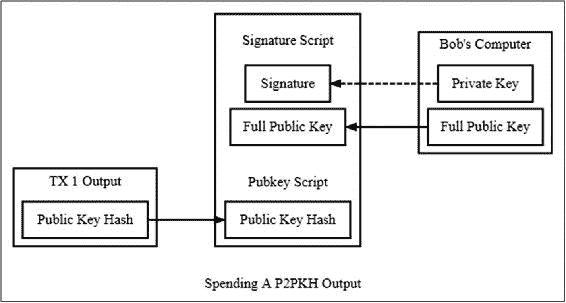 Signature Script
Bob's Computer
Signature
Private Key
Full Public Key
Full Public Key
TX 1 Output
Pubkey Script
Public Key Hash
Public Key Hash
Spending A P2PKH Output